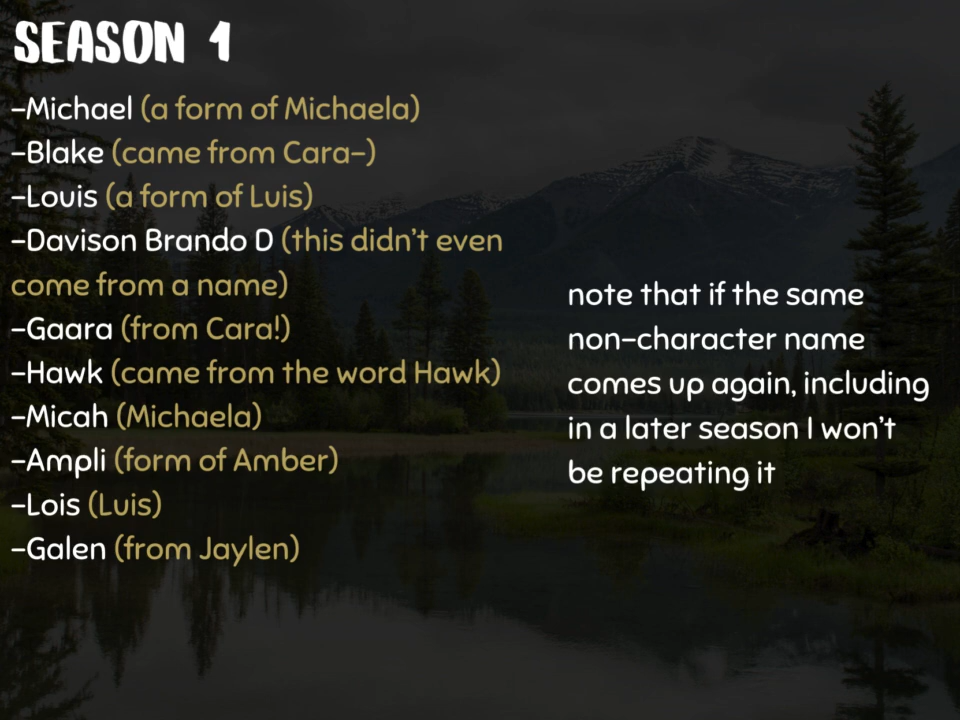 SEASON 1
-Michael (a form of Michaela)
-Blake (came from Cara-)
-Louis (a form of Luis)
-Davison Brando D (this didn't even
come from a name)
-Gaara (from Cara!)
-Hawk (came from the word Hawk)
-Micah (Michaela)
-Ampli (form of Amber)
-Lois (Luis)
-Galen (from Jaylen)
note that if the same
non-character name
comes up again, including
in a later season I won't
be repeating it